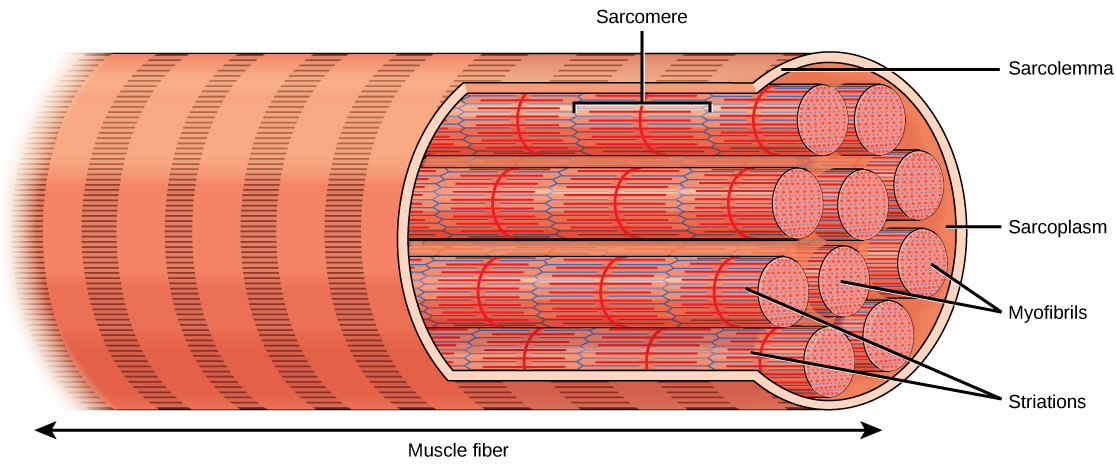 Sarcomere
Sarcolemma
Sarcoplasm
Myofibrils
Striations
Muscle fiber